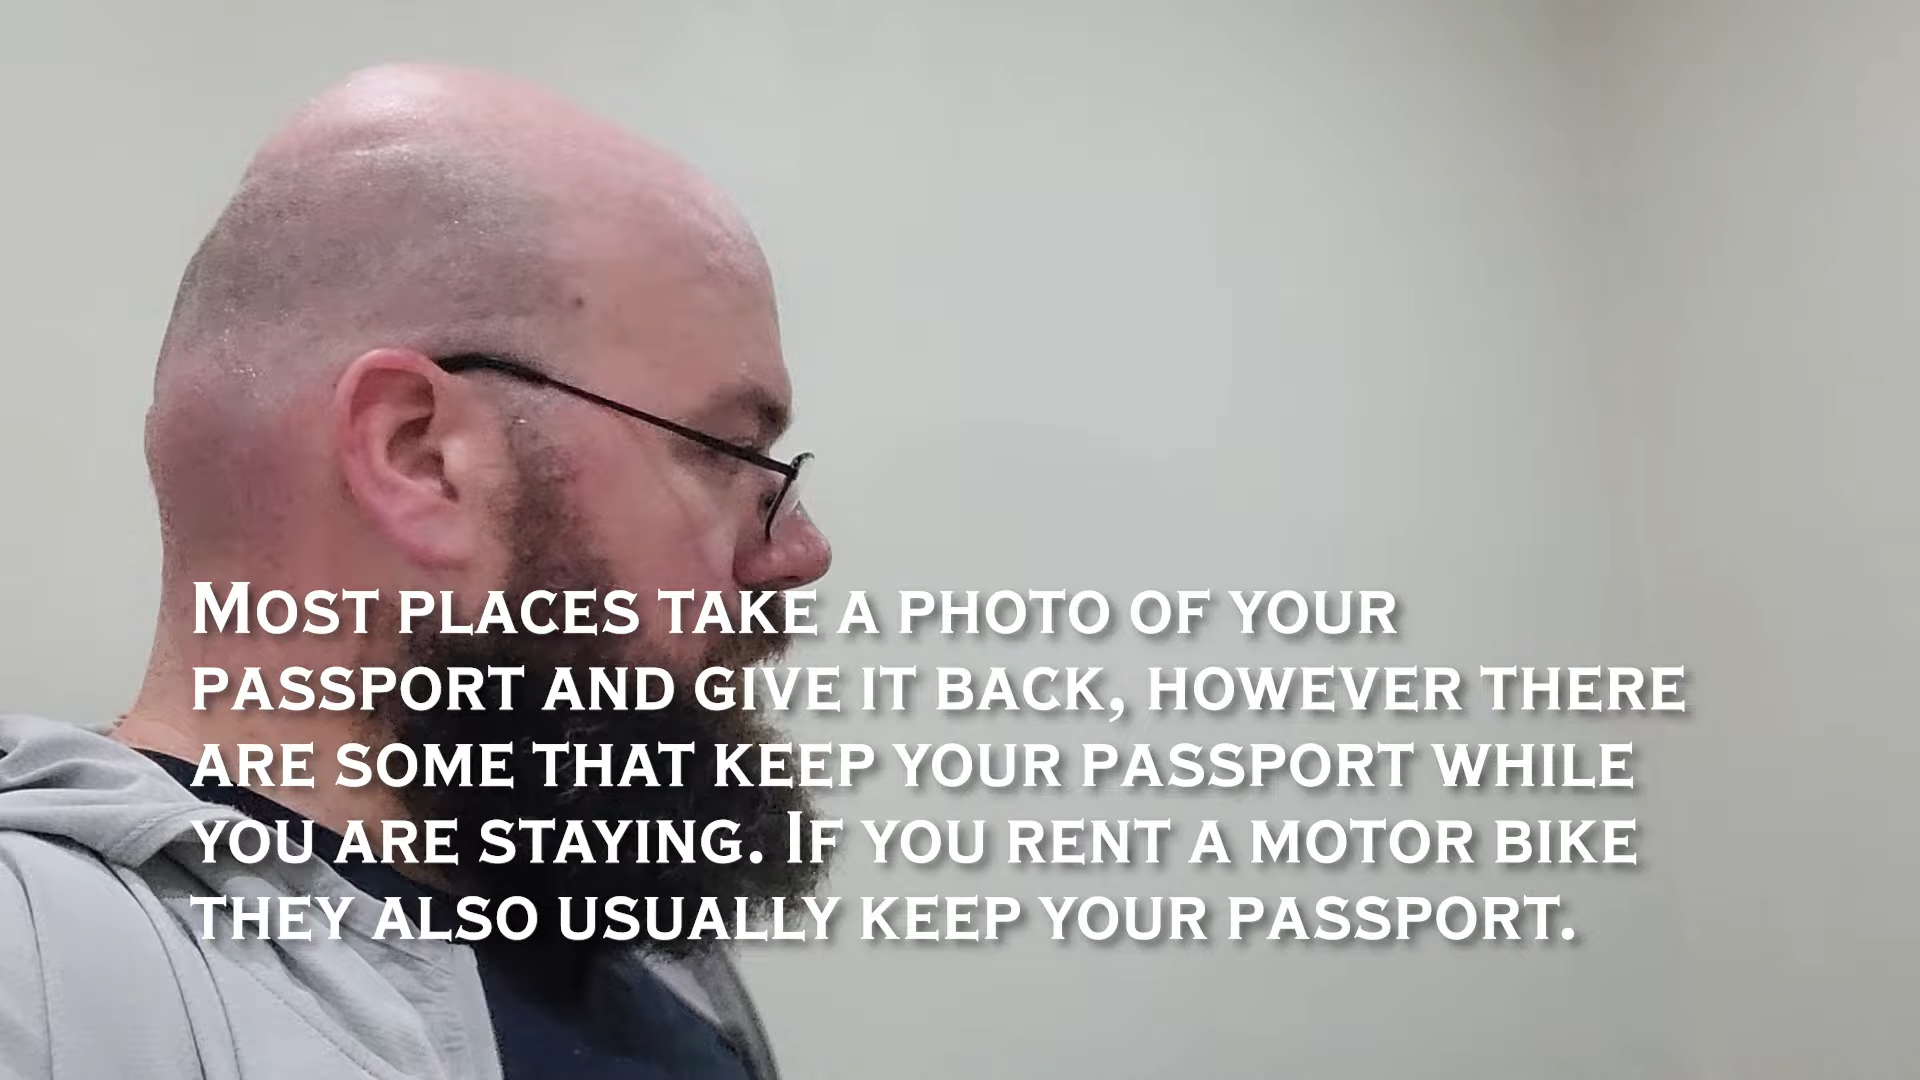 Most places take a photo of your
passport and give it back, however there
are some that keep your passport while
you are staying. If you rent a motor bike
they also usually keep your passport.